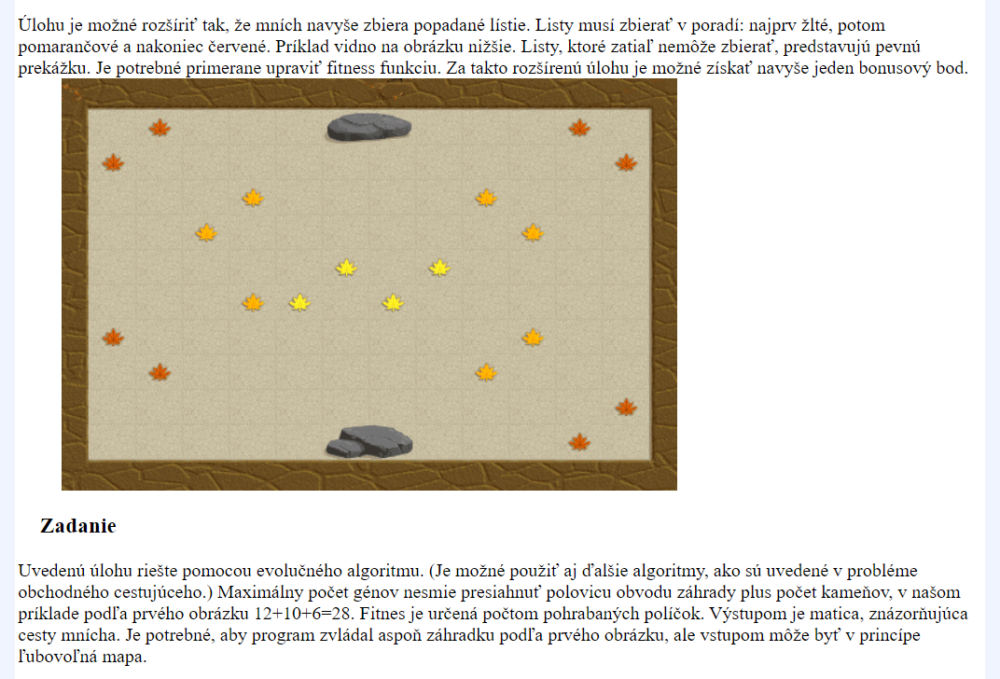 Úlohu je možné rozšíriť tak, že mních navyše zbiera popadané lístie. Listy musí zbierať v poradí: najprv žlté, potom
pomarančové a nakoniec červené. Príklad vidno na obrázku nižšie. Listy, ktoré zatiaľ nemôže zbierať, predstavujú pevnú
prekážku. Je potrebné primerane upraviť fitness funkciu. Za takto rozšírenú úlohu je možné získať navyše jeden bonusový bod.
Zadanie
Uvedenú úlohu riešte pomocou evolučného algoritmu. (Je možné použiť aj ďalšie algoritmy, ako sú uvedené v probléme
obchodného cestujúceho.) Maximálny počet génov nesmie presiahnuť polovicu obvodu záhrady plus počet kameňov, v našom
príklade podľa prvého obrázku 12+10+6=28. Fitnes je určená počtom pohrabaných políčok. Výstupom je matica, znázorňujúca
cesty mnícha. Je potrebné, aby program zvládal aspoň záhradku podľa prvého obrázku, ale vstupom môže byť v princípe
ľubovoľná mapa.